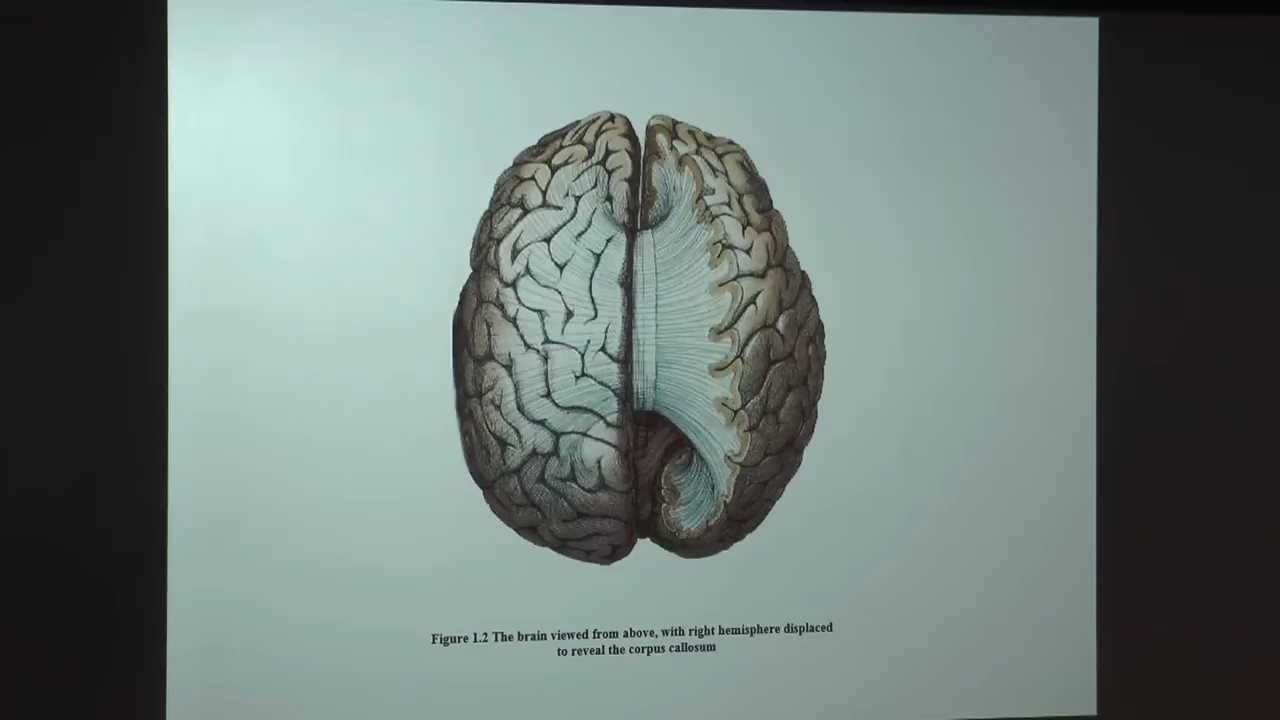 Figure 1.2 The brain viewed from above, with right hemisphere displaced
to reveal the corpus callosum